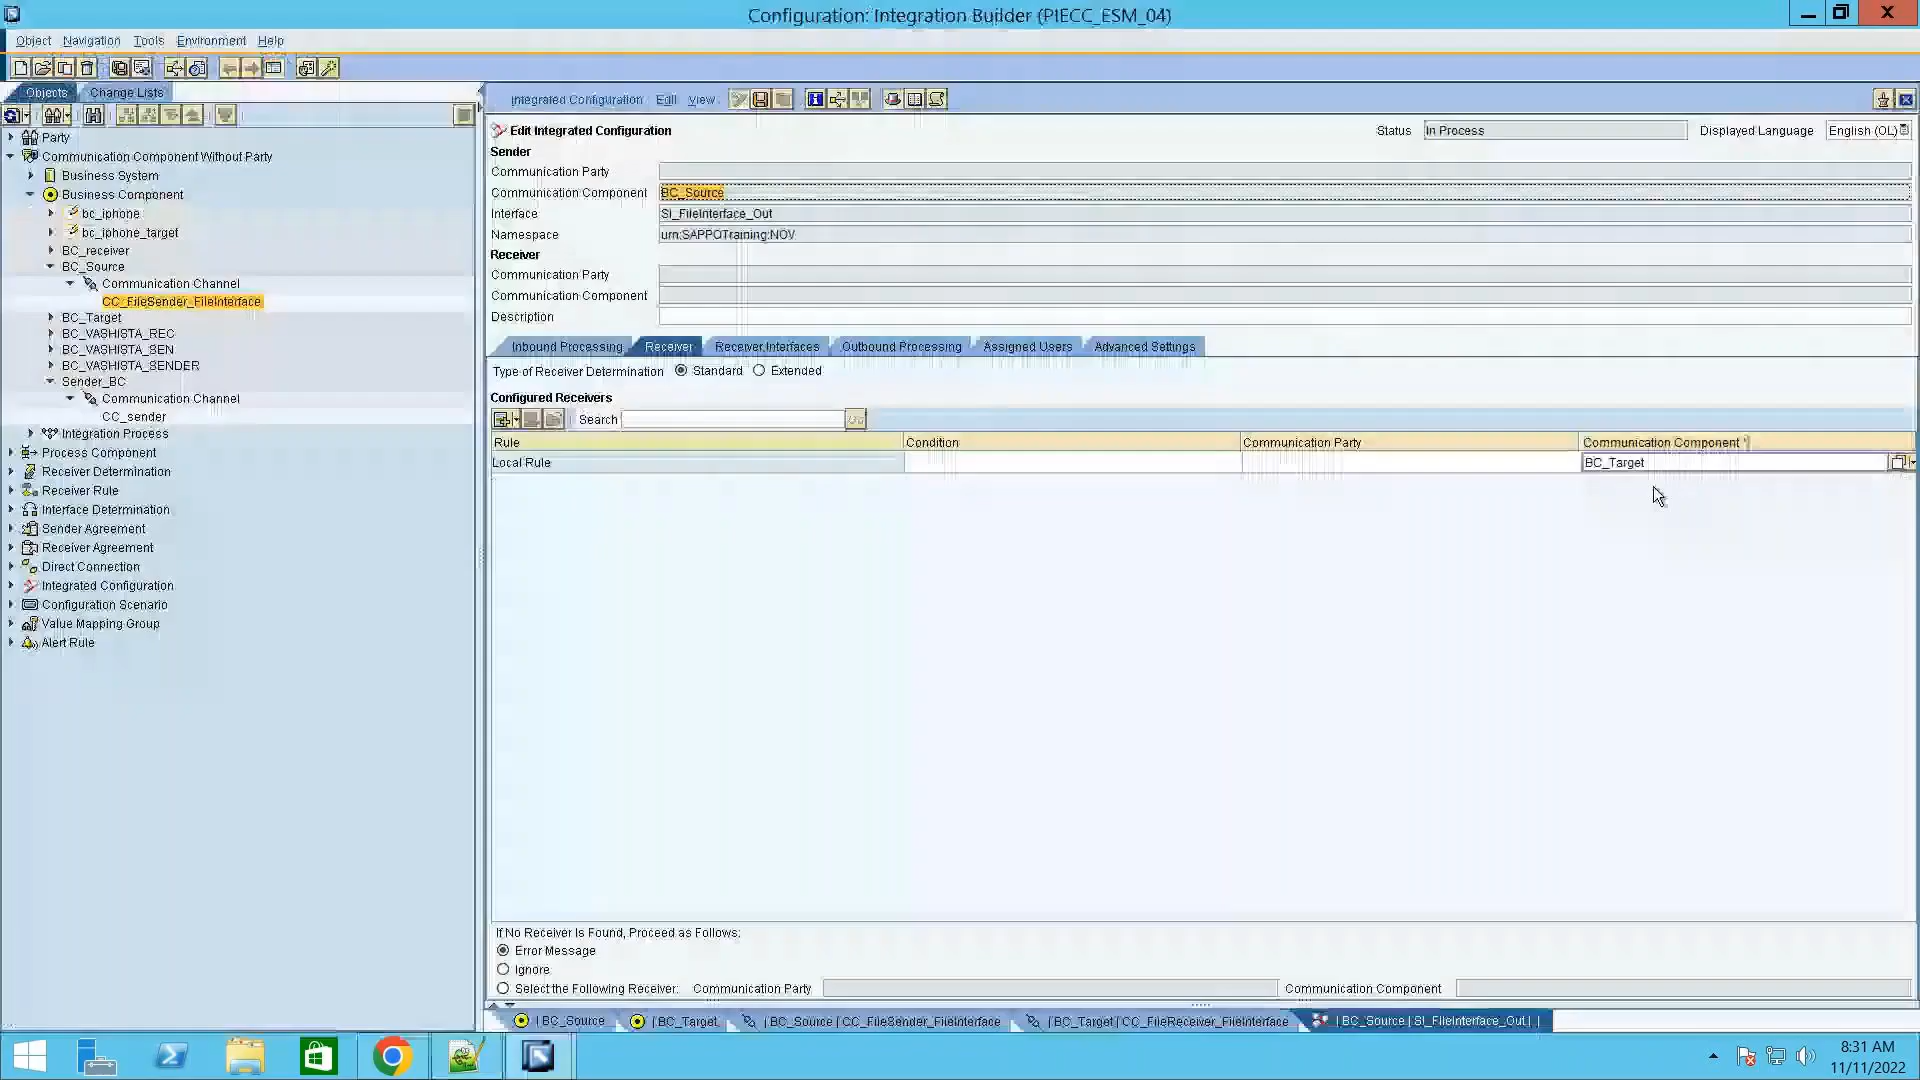 Configuration: Integration Builder (PIECC_ESM_04)
Object Navigation Tools Environment Help
Objects Change Lists
Party
Communication Component Without Party
Business System
Business Component
bc_iphone
bc_iphone_target
BC_receiver
BC_Source
Communication Channel
CC_FileSender_FileInterface
BC_Target
BC_VASHISTA_REC
BC_VASHISTA_SEN
BC_VASHISTA_SENDER
Sender_BC
Communication Channel
CC_sender
Integration Process
Process Component
Receiver Determination
Receiver Rule
Interface Determination
Sender Agreement
Receiver Agreement
Direct Connection
Integrated Configuration
Configuration Scenario
Value Mapping Group
Alert Rule
Integrated Configuration Edit View
Edit Integrated Configuration Status In Process Displayed Language English (OL)
Sender
Communication Party
Communication Component BC_Source
Interface SI_FileInterface_Out
Namespace urn:SAPPOTraining:NOV
Receiver
Communication Party
Communication Component
Description
Inbound Processing Receiver Receiver Interfaces Outbound Processing Assigned Users Advanced Settings
Type of Receiver Determination Standard Extended
Configured Receivers
Search
Rule Condition Communication Party Communication Component *
Local Rule BC_Target
If No Receiver Is Found, Proceed as Follows:
Error Message
Ignore
Select the Following Receiver: Communication Party Communication Component
| BC_Source | BC_Target | BC_Source | CC_FileSender_FileInterface | BC_Target | CC_FileReceiver_FileInterface | BC_Source | SI_FileInterface_Out | |
8:31 AM
11/11/2022